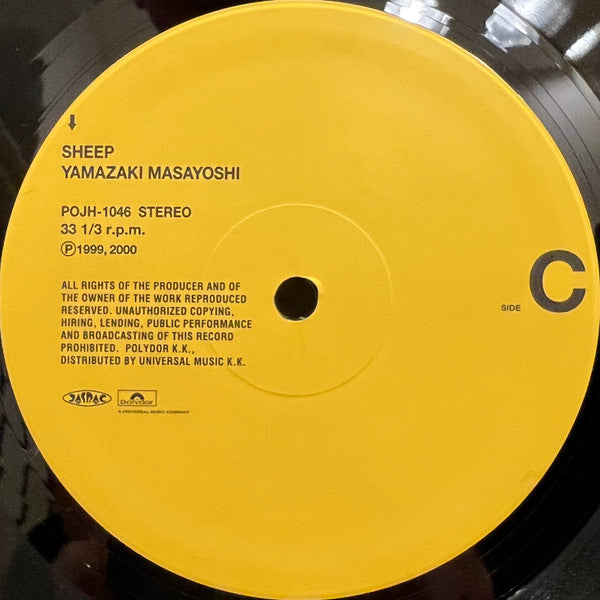 ↓
SHEEP
YAMAZAKI MASAYOSHI
POJH-1046 STEREO
33 1/3 r.p.m.
Ⓟ1999, 2000
SIDE C
ALL RIGHTS OF THE PRODUCER AND OF
THE OWNER OF THE WORK REPRODUCED
RESERVED. UNAUTHORIZED COPYING,
HIRING, LENDING, PUBLIC PERFORMANCE
AND BROADCASTING OF THIS RECORD
PROHIBITED. POLYDOR K.K.,
DISTRIBUTED BY UNIVERSAL MUSIC K.K.
JASRAC Polydor
A UNIVERSAL MUSIC COMPANY